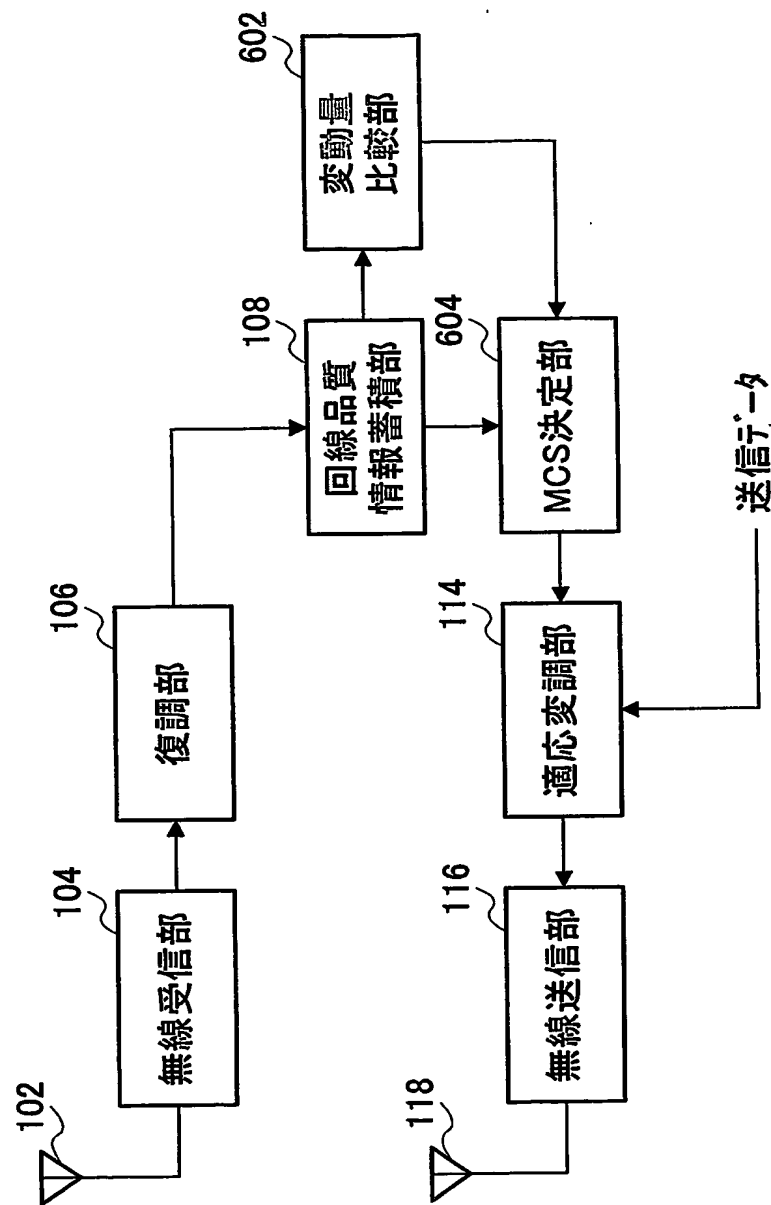 102
104
無線受信部
106
復調部
108
回線品質
情報蓄積部
602
変動量
比較部
118
116
無線送信部
114
適応変調部
604
MCS決定部
送信データ